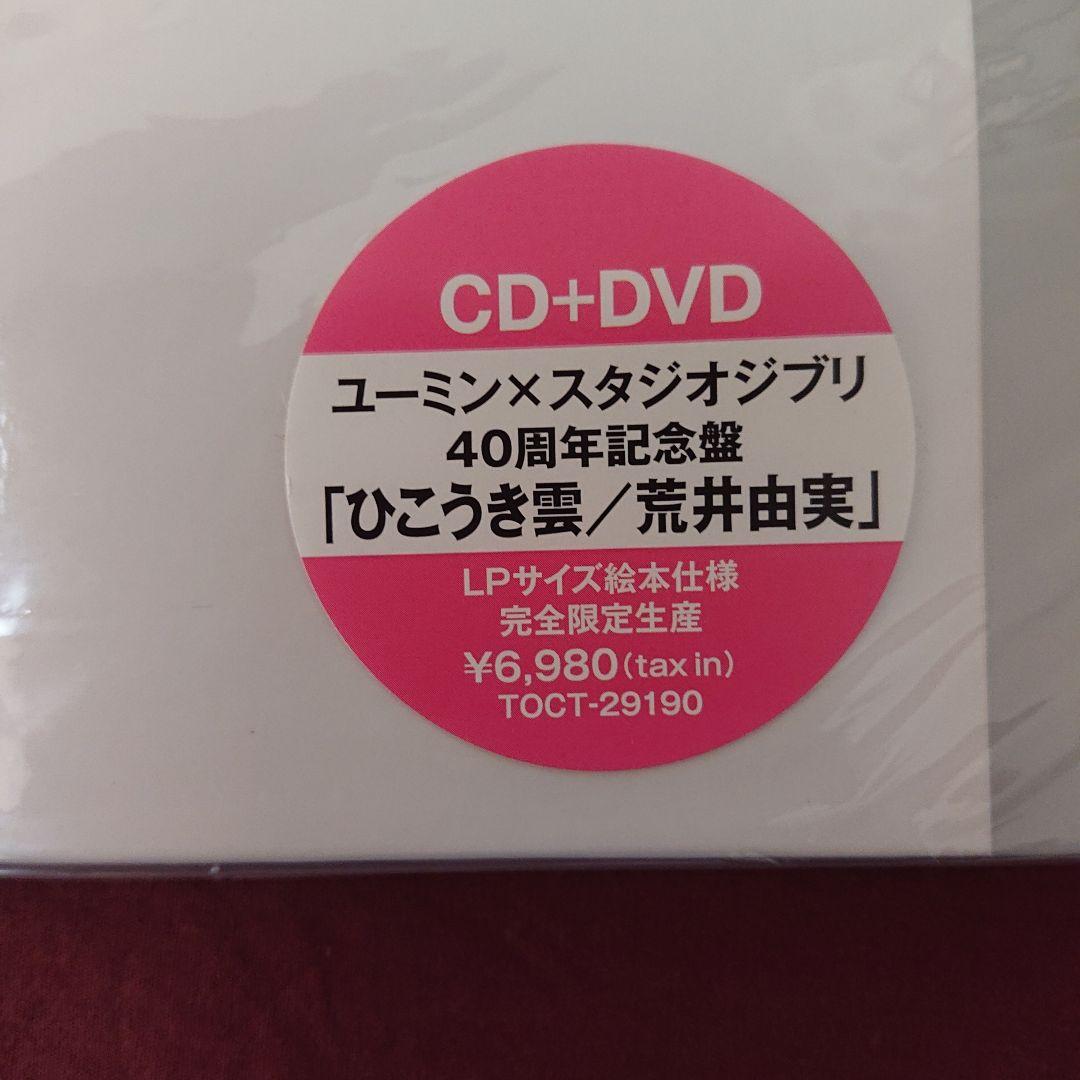 CD+DVD
ユーミン×スタジオジブリ
40周年記念盤
「ひこうき雲／荒井由実」
LPサイズ絵本仕様
完全限定生産
¥6,980(tax in)
TOCT-29190